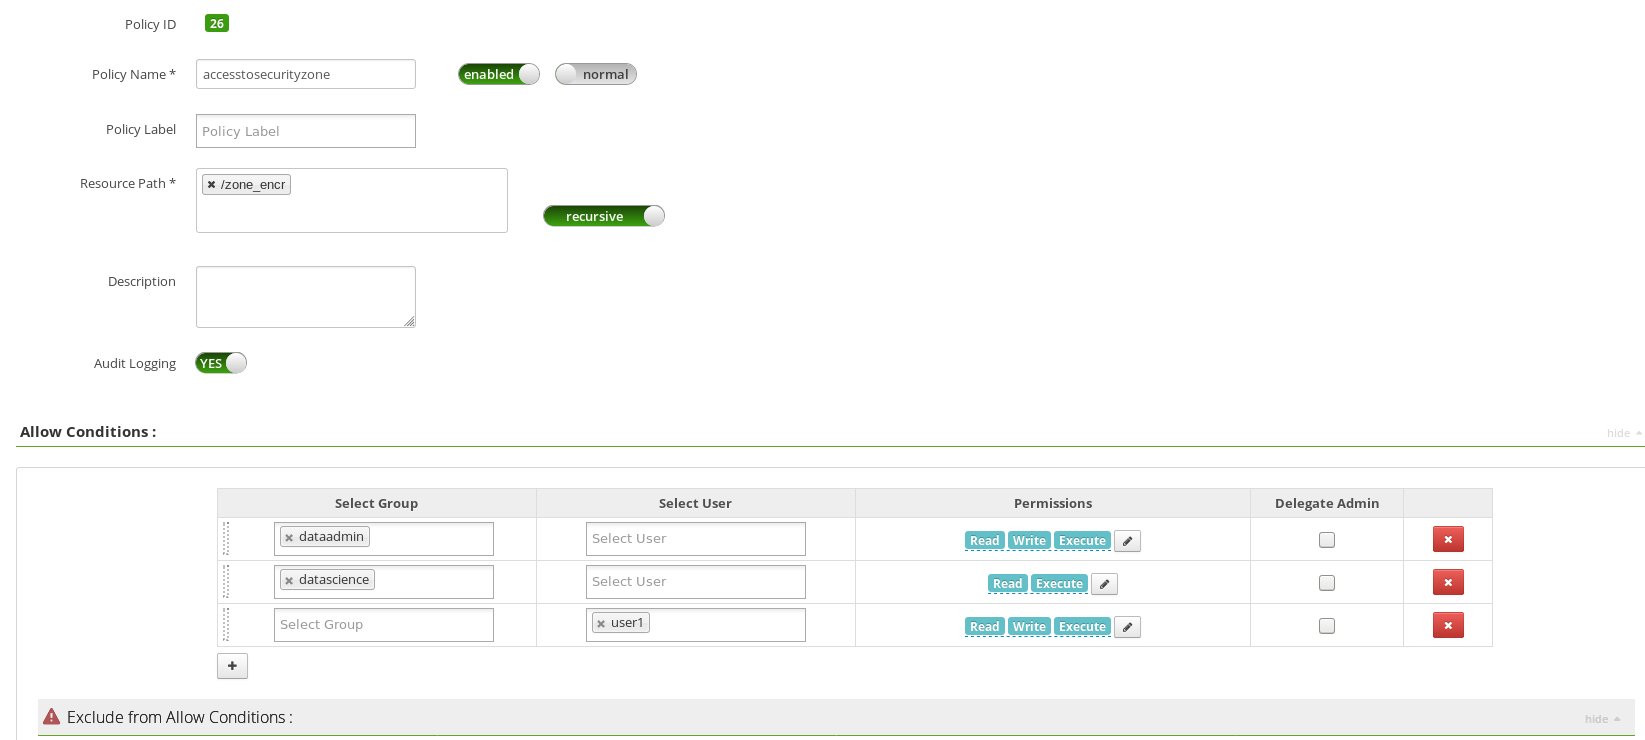 Policy ID 26
Policy Name * accesstosecurityzone enabled normal
Policy Label Policy Label
Resource Path * /zone_encr
recursive
Description
Audit Logging YES
Allow Conditions : hide
Select Group Select User Permissions Delegate Admin
dataadmin Select User Read Write Execute
datascience Select User Read Execute
Select Group user1 Read Write Execute
Exclude from Allow Conditions : hide